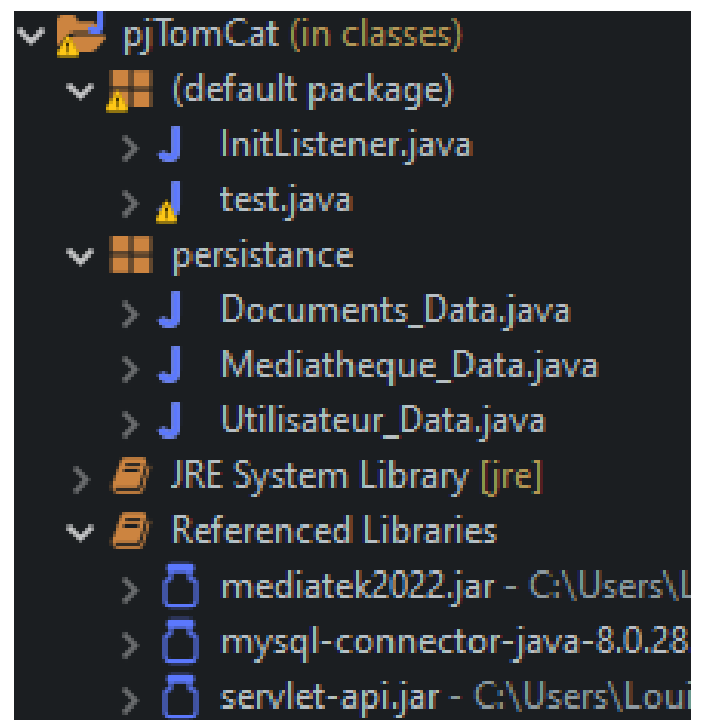 pjTomCat (in classes)
(default package)
InitListener.java
test.java
persistance
Documents_Data.java
Mediatheque_Data.java
Utilisateur_Data.java
JRE System Library [jre]
Referenced Libraries
mediatek2022.jar - C:\Users\L
mysql-connector-java-8.0.28
servlet-api.jar - C:\Users\Loui